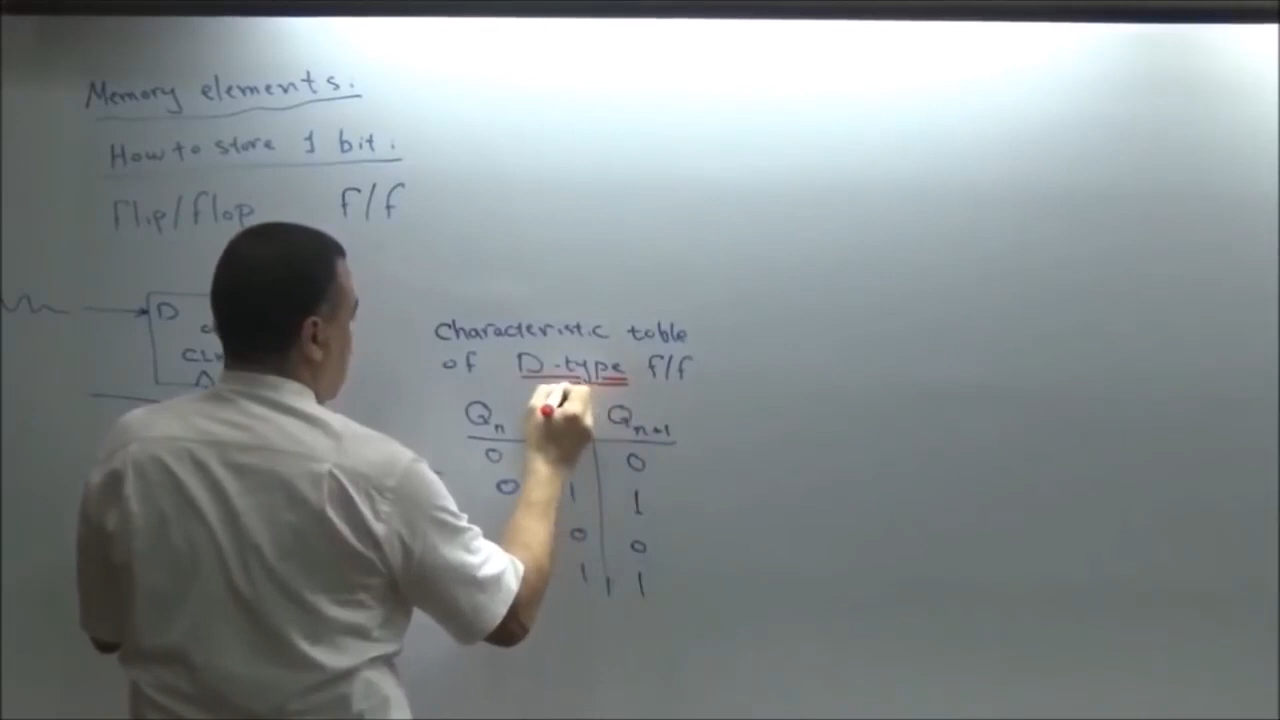 Memory elements.
How to store 1 bit.
flip/flop f/f
D
CLK
characteristic table
of D-type f/f
Qn Qn+1
0 0
0 1 1
0 0
1 1